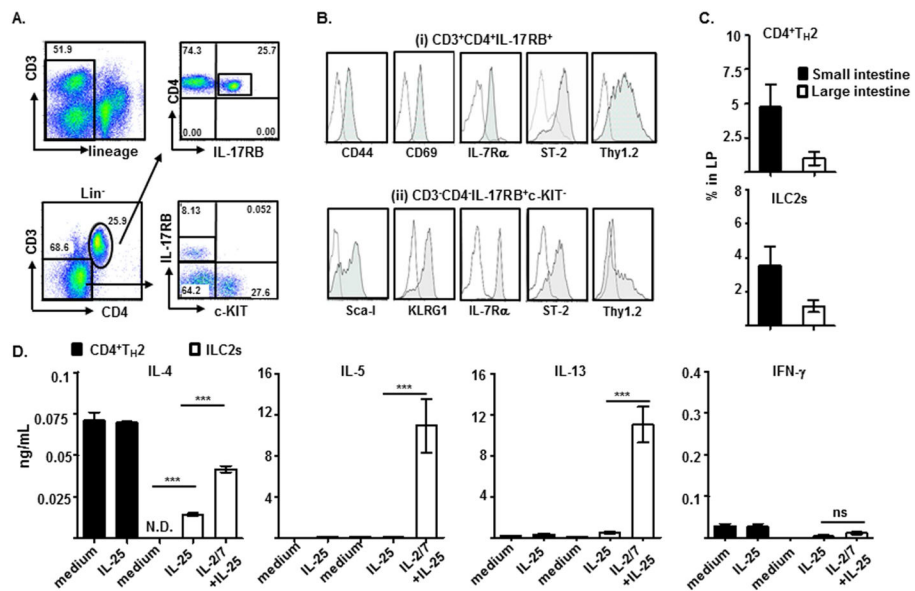 A.
51.9
CD3
lineage
74.3
25.7
CD4
0.00
0.00
IL-17RB
Lin-
25.9
CD3
68.6
CD4
8.13
0.052
IL-17RB
64.2
27.6
c-KIT
B.
(i) CD3+CD4+IL-17RB+
CD44 CD69 IL-7Rα ST-2 Thy1.2
(ii) CD3-CD4-IL-17RB+c-KIT-
Sca-I KLRG1 IL-7Rα ST-2 Thy1.2
C.
CD4+TH2
Small intestine
Large intestine
10
7.5
5
2.5
% in LP
ILC2s
8
6
4
2
D.
CD4+TH2
ILC2s
IL-4
ng/mL
0.1
0.075
0.05
0.025
N.D.
***
***
medium
IL-25
medium
IL-25
IL-2/7
+IL-25
IL-5
16
12
8
4
***
medium
IL-25
medium
IL-25
IL-2/7
+IL-25
IL-13
16
12
8
4
***
medium
IL-25
medium
IL-25
IL-2/7
+IL-25
IFN-γ
0.4
0.3
0.2
0.1
ns
medium
IL-25
medium
IL-25
IL-2/7
+IL-25